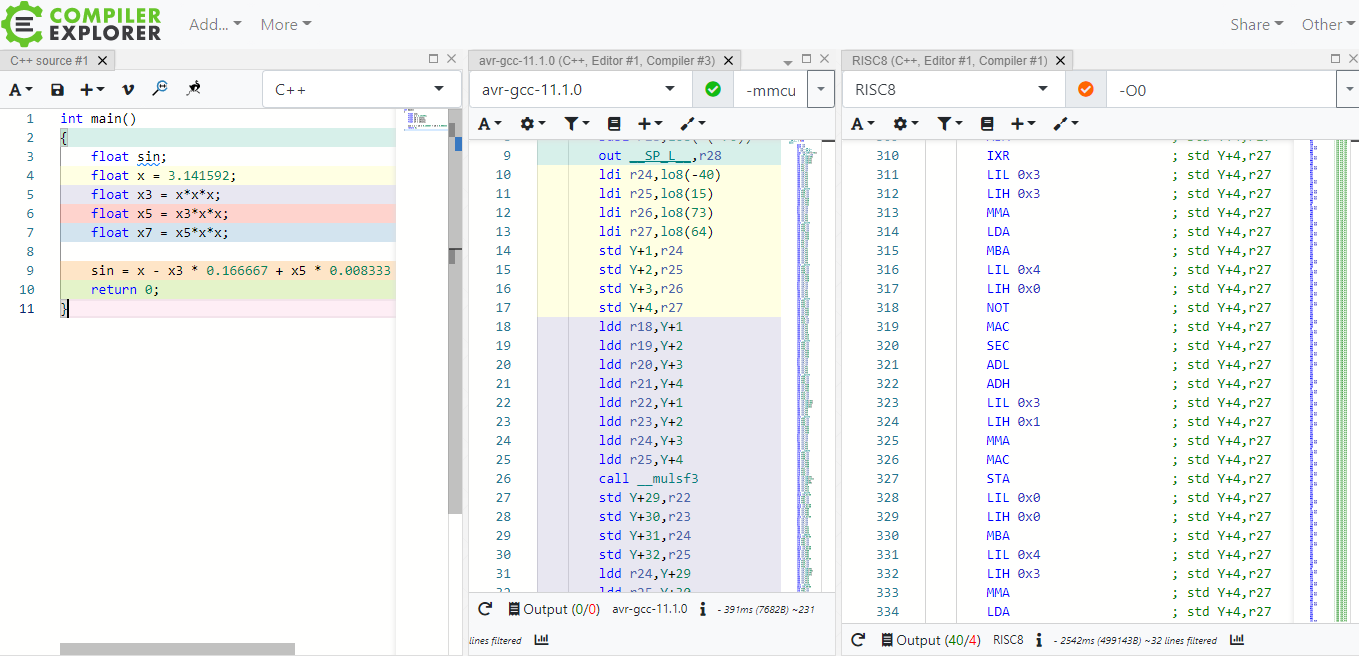 COMPILER
EXPLORER
Add...
More
Share
Other
C++ source #1
C++
1 int main()
2 {
3 float sin;
4 float x = 3.141592;
5 float x3 = x*x*x;
6 float x5 = x3*x*x;
7 float x7 = x5*x*x;
8
9 sin = x - x3 * 0.166667 + x5 * 0.008333
10 return 0;
11 }
avr-gcc-11.1.0 (C++, Editor #1, Compiler #3)
avr-gcc-11.1.0
-mmcu
9 out __SP_L__,r28
10 ldi r24,lo8(-40)
11 ldi r25,lo8(15)
12 ldi r26,lo8(73)
13 ldi r27,lo8(64)
14 std Y+1,r24
15 std Y+2,r25
16 std Y+3,r26
17 std Y+4,r27
18 ldd r18,Y+1
19 ldd r19,Y+2
20 ldd r20,Y+3
21 ldd r21,Y+4
22 ldd r22,Y+1
23 ldd r23,Y+2
24 ldd r24,Y+3
25 ldd r25,Y+4
26 call __mulsf3
27 std Y+29,r22
28 std Y+30,r23
29 std Y+31,r24
30 std Y+32,r25
31 ldd r24,Y+29
Output (0/0) avr-gcc-11.1.0 - 391ms (7682B) ~231
lines filtered
RISC8 (C++, Editor #1, Compiler #1)
RISC8
-O0
310 IXR ; std Y+4,r27
311 LIL 0x3 ; std Y+4,r27
312 LIH 0x3 ; std Y+4,r27
313 MMA ; std Y+4,r27
314 LDA ; std Y+4,r27
315 MBA ; std Y+4,r27
316 LIL 0x4 ; std Y+4,r27
317 LIH 0x0 ; std Y+4,r27
318 NOT ; std Y+4,r27
319 MAC ; std Y+4,r27
320 SEC ; std Y+4,r27
321 ADL ; std Y+4,r27
322 ADH ; std Y+4,r27
323 LIL 0x3 ; std Y+4,r27
324 LIH 0x1 ; std Y+4,r27
325 MMA ; std Y+4,r27
326 MAC ; std Y+4,r27
327 STA ; std Y+4,r27
328 LIL 0x0 ; std Y+4,r27
329 LIH 0x0 ; std Y+4,r27
330 MBA ; std Y+4,r27
331 LIL 0x4 ; std Y+4,r27
332 LIH 0x3 ; std Y+4,r27
333 MMA ; std Y+4,r27
334 LDA ; std Y+4,r27
Output (40/4) RISC8 - 2542ms (499143B) ~32 lines filtered